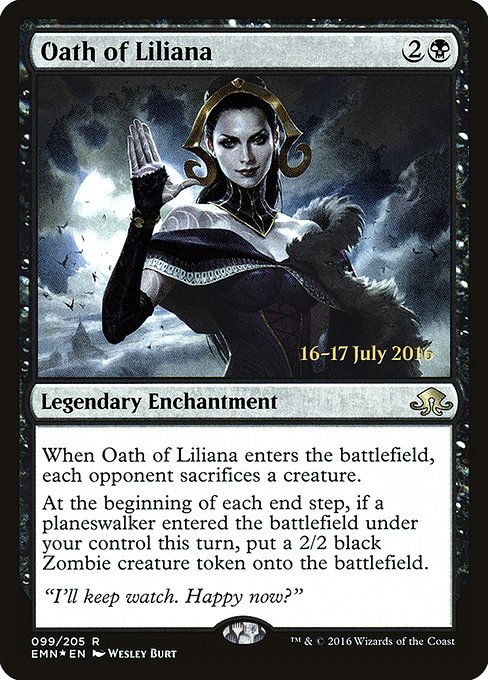 Oath of Liliana 2
16–17 July 2016
Legendary Enchantment
When Oath of Liliana enters the battlefield,
each opponent sacrifices a creature.
At the beginning of each end step, if a
planeswalker entered the battlefield under
your control this turn, put a 2/2 black
Zombie creature token onto the battlefield.
“I’ll keep watch. Happy now?”
099/205 R
EMN★EN Wesley Burt
™ & © 2016 Wizards of the Coast